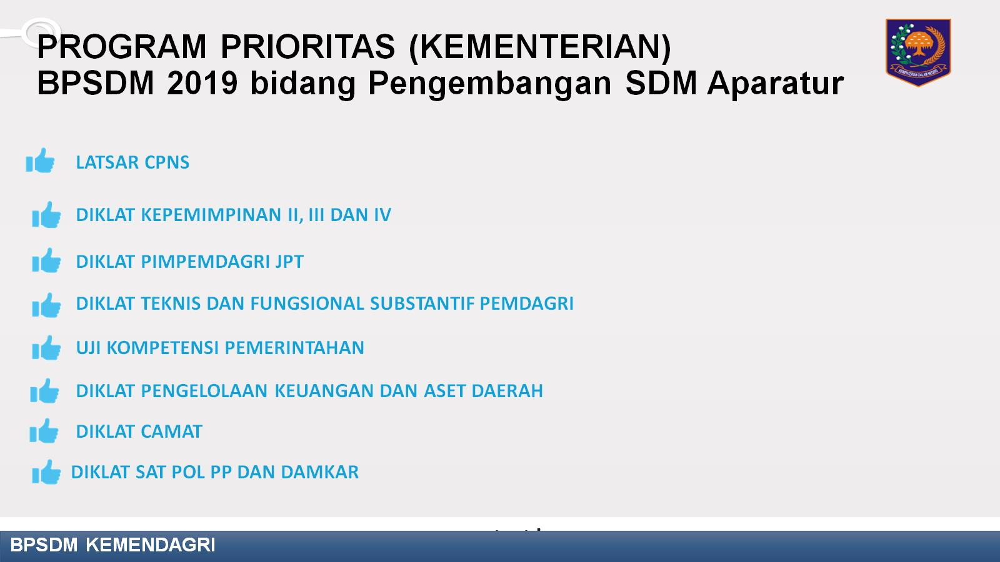 PROGRAM PRIORITAS (KEMENTERIAN)
BPSDM 2019 bidang Pengembangan SDM Aparatur
KEMENTERIAN DALAM NEGERI
LATSAR CPNS
DIKLAT KEPEMIMPINAN II, III DAN IV
DIKLAT PIMPEMDAGRI JPT
DIKLAT TEKNIS DAN FUNGSIONAL SUBSTANTIF PEMDAGRI
UJI KOMPETENSI PEMERINTAHAN
DIKLAT PENGELOLAAN KEUANGAN DAN ASET DAERAH
DIKLAT CAMAT
DIKLAT SAT POL PP DAN DAMKAR
BPSDM KEMENDAGRI